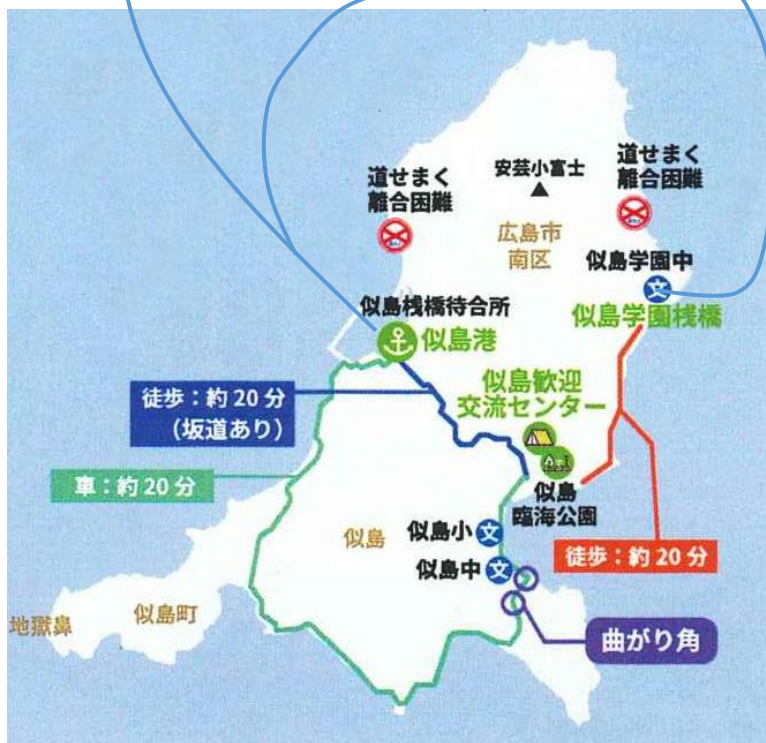 道せまく
離合困難
安芸小富士
道せまく
離合困難
広島市
南区
似島学園中
文
似島学園桟橋
似島桟橋待合所
似島港
徒歩：約20分
（坂道あり）
似島歓迎
交流センター
車：約20分
似島
臨海公園
似島
似島小
文
似島中
文
徒歩：約20分
地獄鼻
似島町
曲がり角